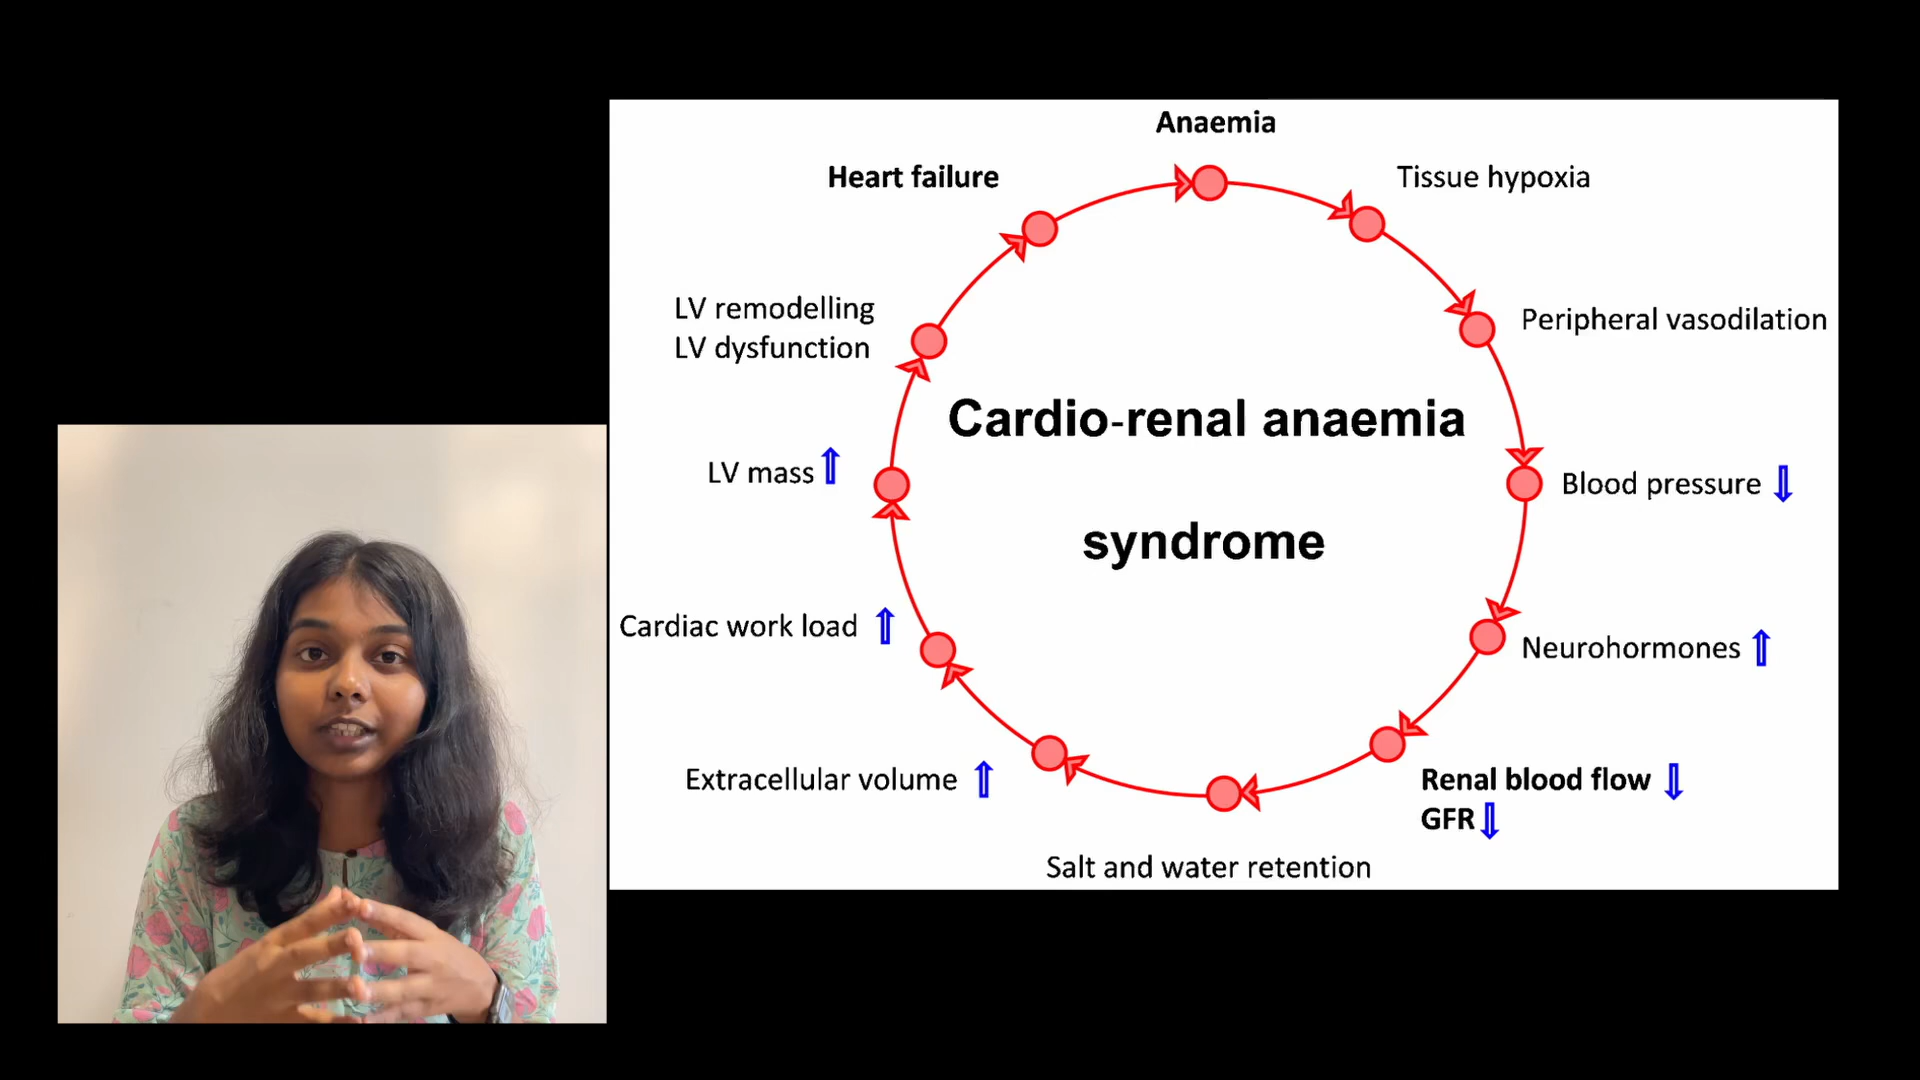 Anaemia
Heart failure
Tissue hypoxia
LV remodelling
LV dysfunction
Peripheral vasodilation
Cardio-renal anaemia
syndrome
LV mass ⇧
Blood pressure ⇩
Cardiac work load ⇧
Neurohormones ⇧
Extracellular volume ⇧
Renal blood flow ⇩
GFR⇩
Salt and water retention